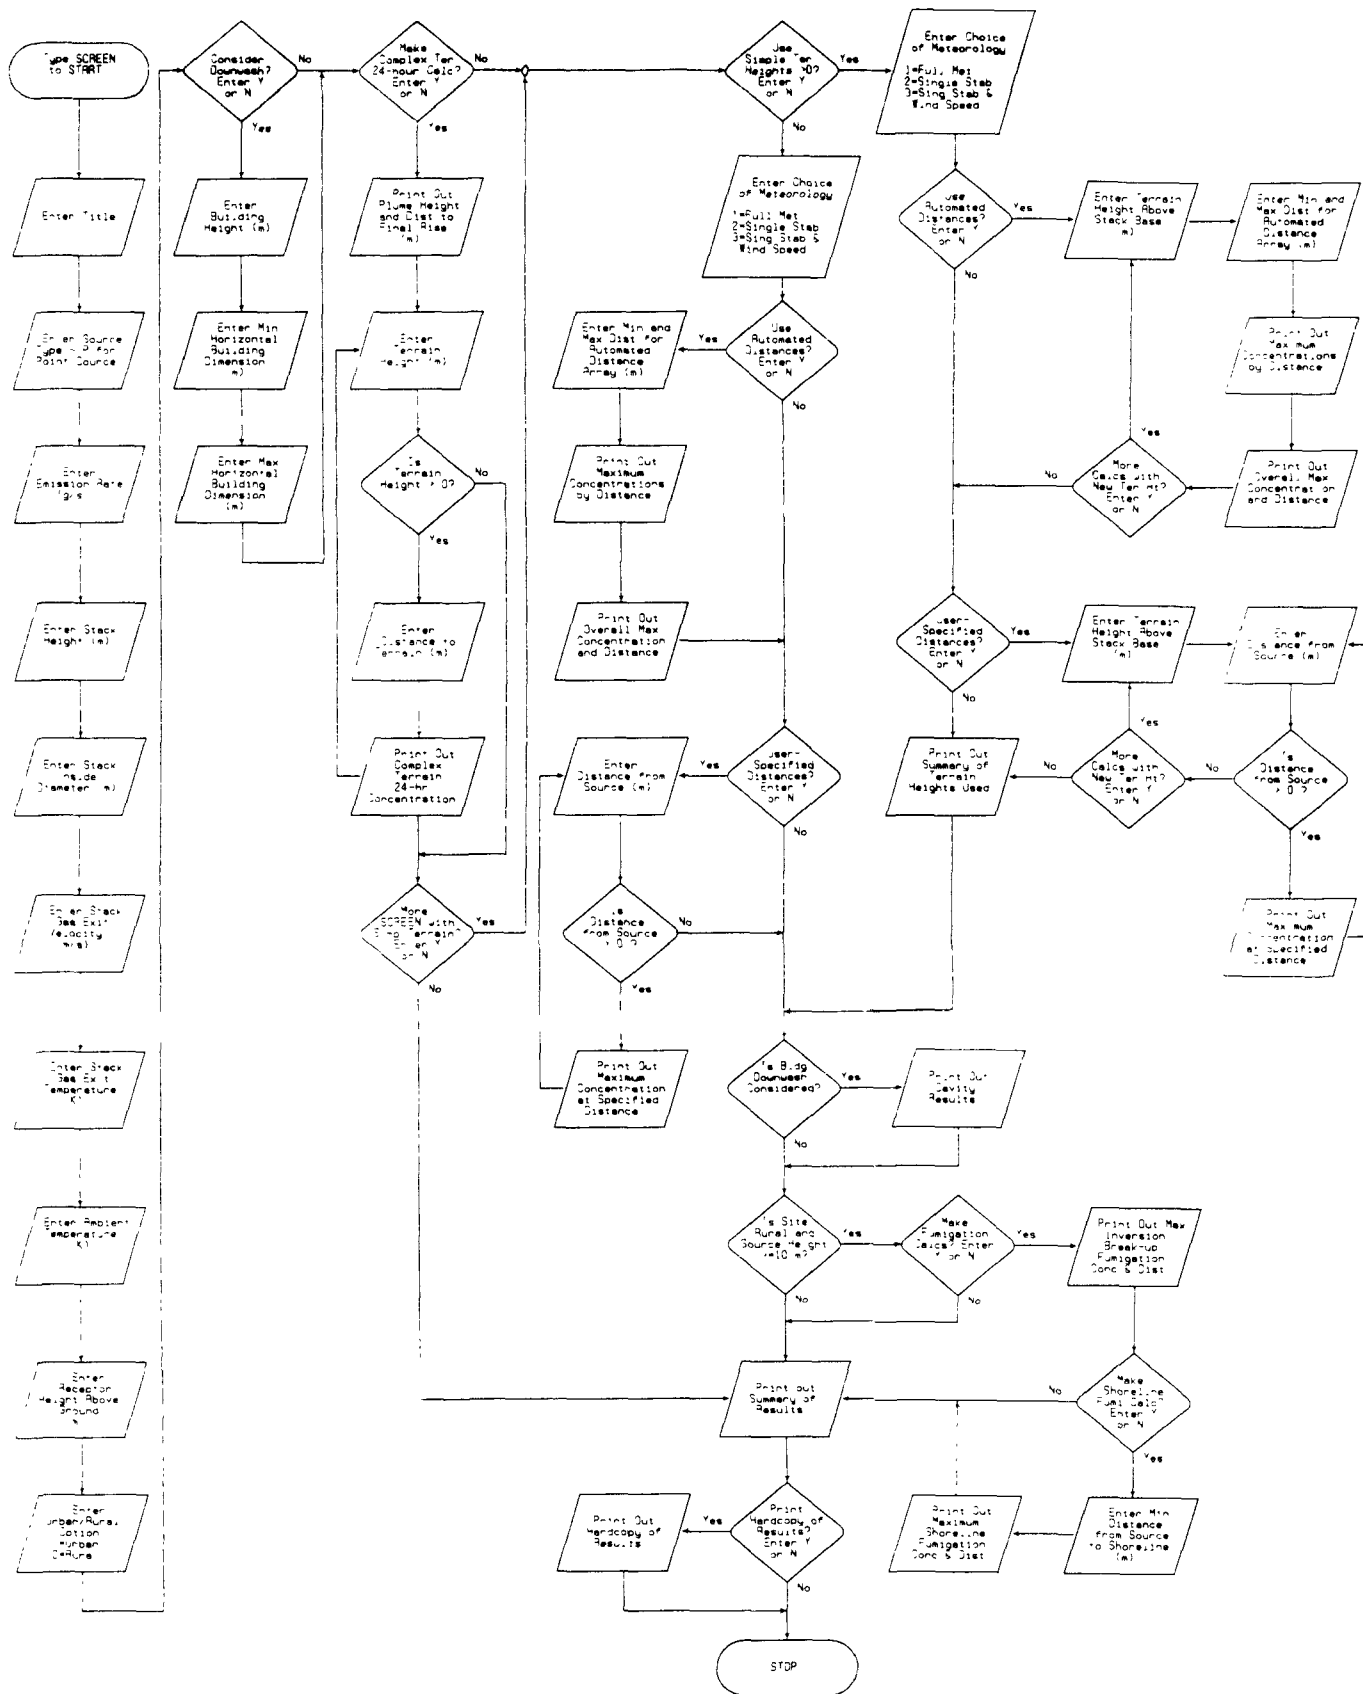 Type SCREEN
to START
Enter Title
Enter Source
Type - P for
Point Source
Enter
Emission Rate
(g/s
Enter Stack
Height (m)
Enter Stack
Inside
Diameter (m)
Enter Stack
Gas Exit
Velocity
m/s)
Enter Stack
Gas Exit
Temperature
K)
Enter Ambient
Temperature
K)
Enter
Receptor
Height Above
Ground
Enter
Urban/Rural
Option
Consider
Downwash?
Enter Y
or N
No
Yes
Enter
Building
Height (m)
Enter Min
Horizontal
Building
Dimension
m)
Enter Max
Horizontal
Building
Dimension
(m)
Make
Complex Ter
24-hour Calc?
Enter Y
or N
No
Yes
Print Out
Plume Height
and Dist to
Final Rise
(m)
Enter
Terrain
Height (m)
Is
Terrain
Height >0?
No
Yes
Enter
Distance to
Terrain (m)
Print Out
Complex
Terrain
24-hr
Concentration
More
SCREEN with
Simp Terrain?
Enter Y
or N
Yes
No
Use
Simple Ter
Heights >0?
Enter Y
or N
Yes
No
Enter Choice
of Meteorology
1=Full Met
2=Single Stab
3=Sing Stab &
Wind Speed
Use
Automated
Distances?
Enter Y
or N
Yes
No
Enter Min and
Max Dist for
Automated
Distance
Array (m)
Print Out
Maximum
Concentrations
by Distance
Print Out
Overall Max
Concentration
and Distance
User-
Specified
Distances?
Enter Y
or N
Yes
No
Enter
Distance from
Source (m)
Is
Distance
from Source
>0?
No
Yes
Print Out
Maximum
Concentration
at Specified
Distance
Enter Choice
of Meteorology
1=Full Met
2=Single Stab
3=Sing Stab &
Wind Speed
Use
Automated
Distances?
Enter Y
or N
Yes
No
Enter Terrain
Height Above
Stack Base
m)
Enter Min and
Max Dist for
Automated
Distance
Array (m)
Print Out
Maximum
Concentrations
by Distance
Print Out
Overall Max
Concentration
and Distance
More
Calcs with
New Ter Ht?
Enter Y
or N
Yes
No
User-
Specified
Distances?
Enter Y
or N
Yes
No
Enter Terrain
Height Above
Stack Base
(m)
Enter
Distance from
Source (m)
Is
Distance
from Source
>0?
No
Yes
More
Calcs with
New Ter Ht?
Enter Y
or N
Yes
No
Print Out
Maximum
Concentration
at Specified
Distance
Print Out
Summary of
Terrain
Heights Used
Is Bldg
Downwash
Considered?
Yes
No
Print Out
Cavity
Results
Is Site
Rural and
Source Height
>=10 m?
Yes
No
Make
Fumigation
Calcs? Enter
Y or N
Yes
No
Print Out Max
Inversion
Break-up
Fumigation
Conc & Dist
Make
Shoreline
Fumi Calc?
Enter Y
or N
No
Yes
Enter Min
Distance
from Source
to Shoreline
(m)
Print Out
Maximum
Shoreline
Fumigation
Conc & Dist
Print out
Summary of
Results
Print
Hardcopy of
Results?
Enter Y
or N
Yes
No
Print Out
Hardcopy of
Results
STOP